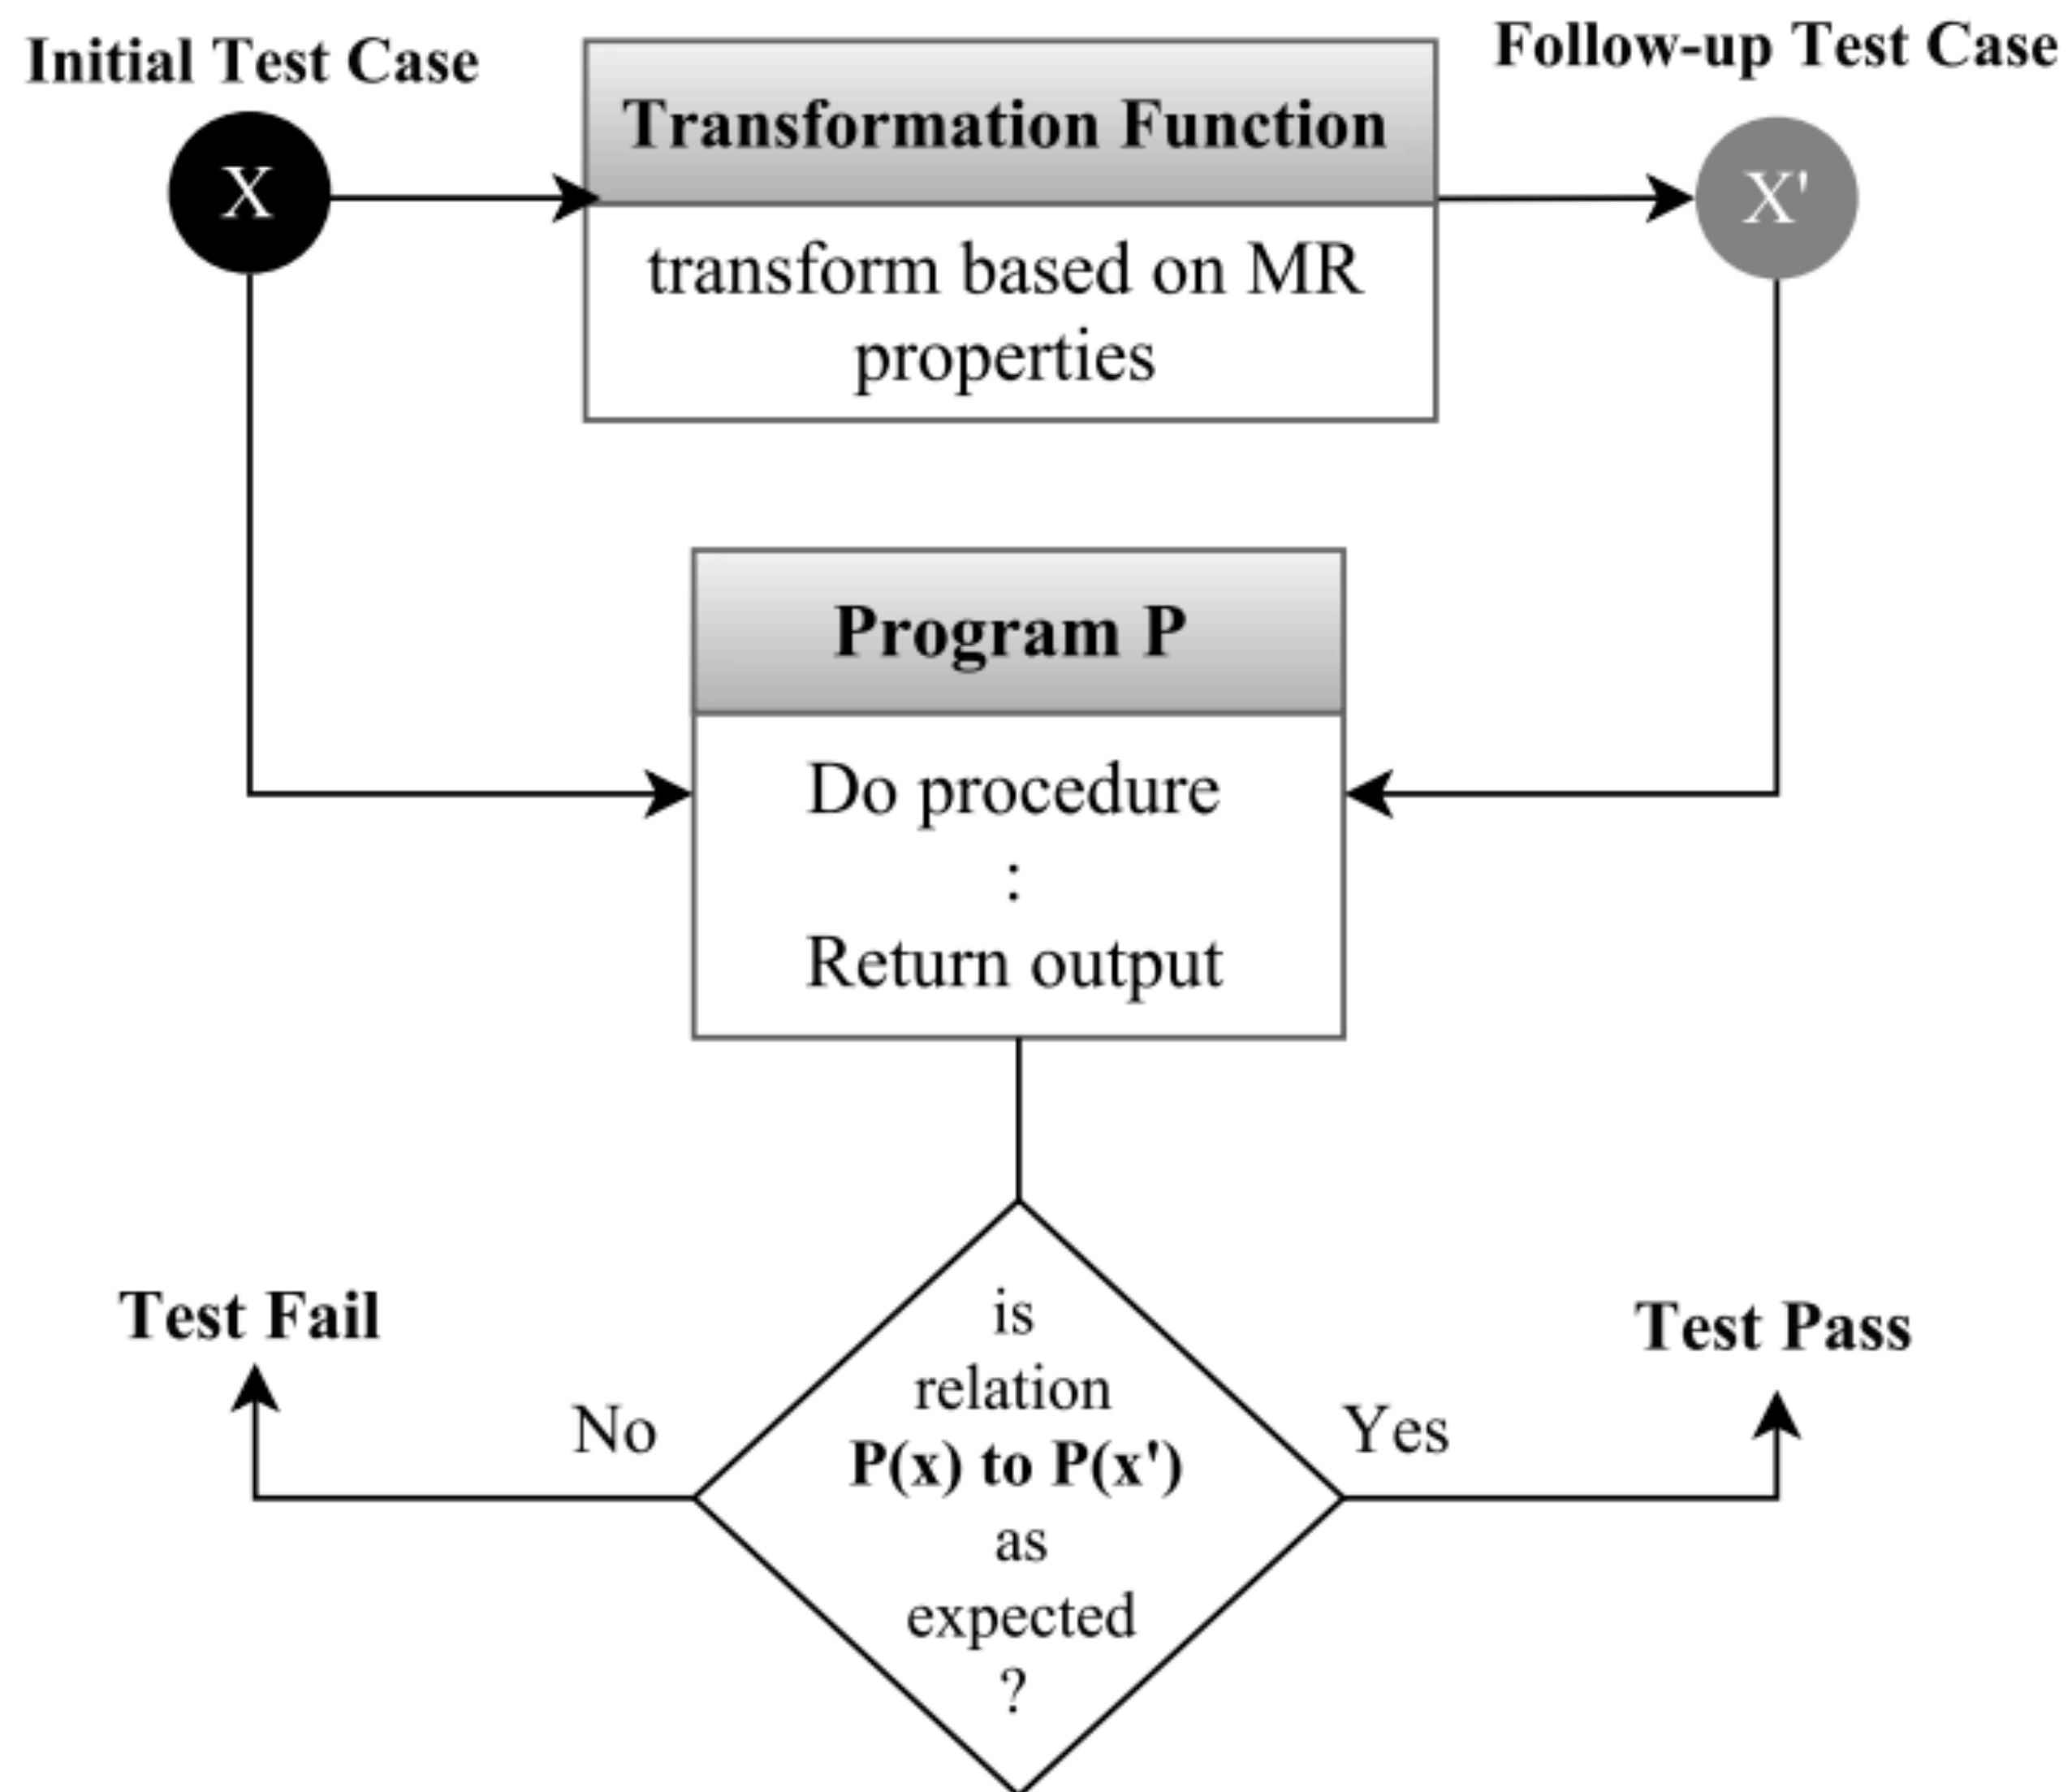 Initial Test Case
Transformation Function
Follow-up Test Case
X
X'
transform based on MR
properties
Program P
Do procedure
:
Return output
Test Fail
No
is
relation
P(x) to P(x')
as
expected
?
Yes
Test Pass